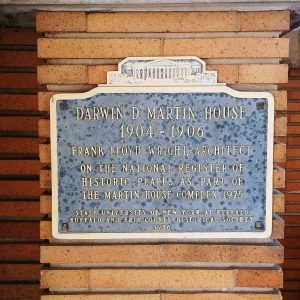 DARWIN D. MARTIN HOUSE
1904-1906
FRANK LLOYD WRIGHT ARCHITECT
ON THE NATIONAL REGISTER OF
HISTORIC PLACES AS PART OF
THE MARTIN HOUSE COMPLEX, 1975.
STATE UNIVERSITY OF NEW YORK AT BUFFALO
BUFFALO AND ERIE COUNTY HISTORICAL SOCIETY